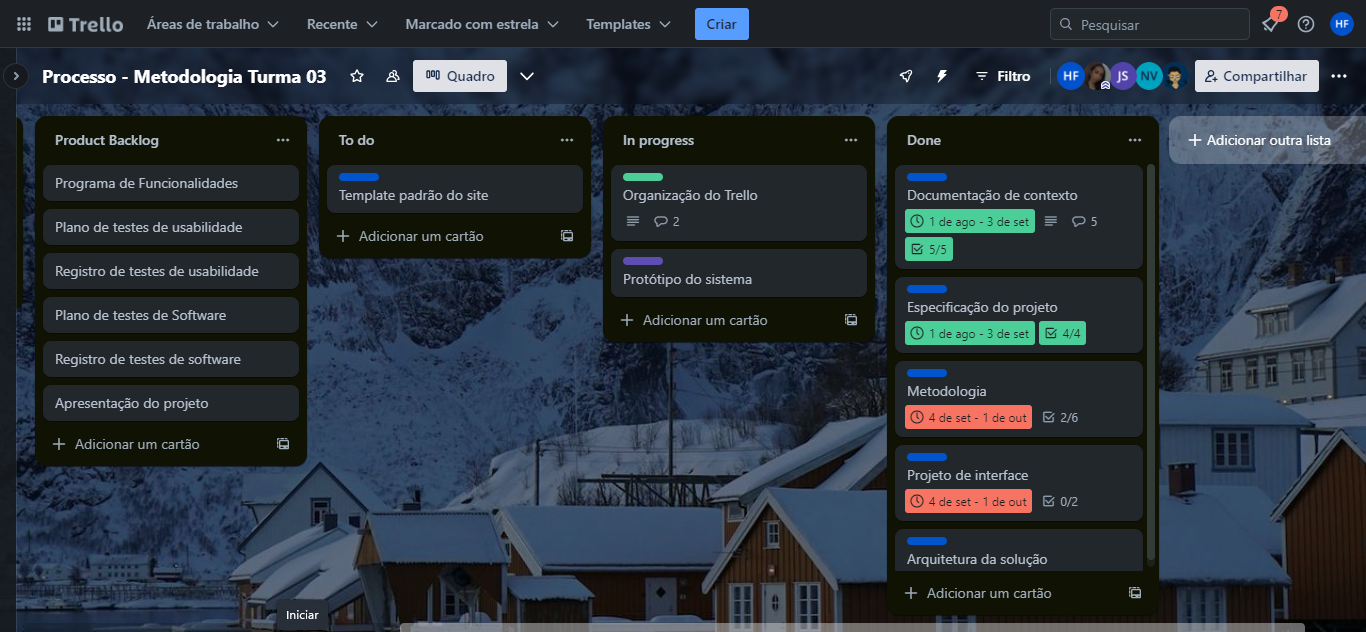 Trello
Áreas de trabalho
Recente
Marcado com estrela
Templates
Criar
Pesquisar
7
HF
Processo - Metodologia Turma 03
Quadro
Filtro
HF
JS
NV
Compartilhar
Product Backlog
Programa de Funcionalidades
Plano de testes de usabilidade
Registro de testes de usabilidade
Plano de testes de Software
Registro de testes de software
Apresentação do projeto
Adicionar um cartão
To do
Template padrão do site
Adicionar um cartão
In progress
Organização do Trello
2
Protótipo do sistema
Adicionar um cartão
Done
Documentação de contexto
1 de ago - 3 de set
5
5/5
Especificação do projeto
1 de ago - 3 de set
4/4
Metodologia
4 de set - 1 de out
2/6
Projeto de interface
4 de set - 1 de out
0/2
Arquitetura da solução
Adicionar um cartão
Adicionar outra lista
Iniciar